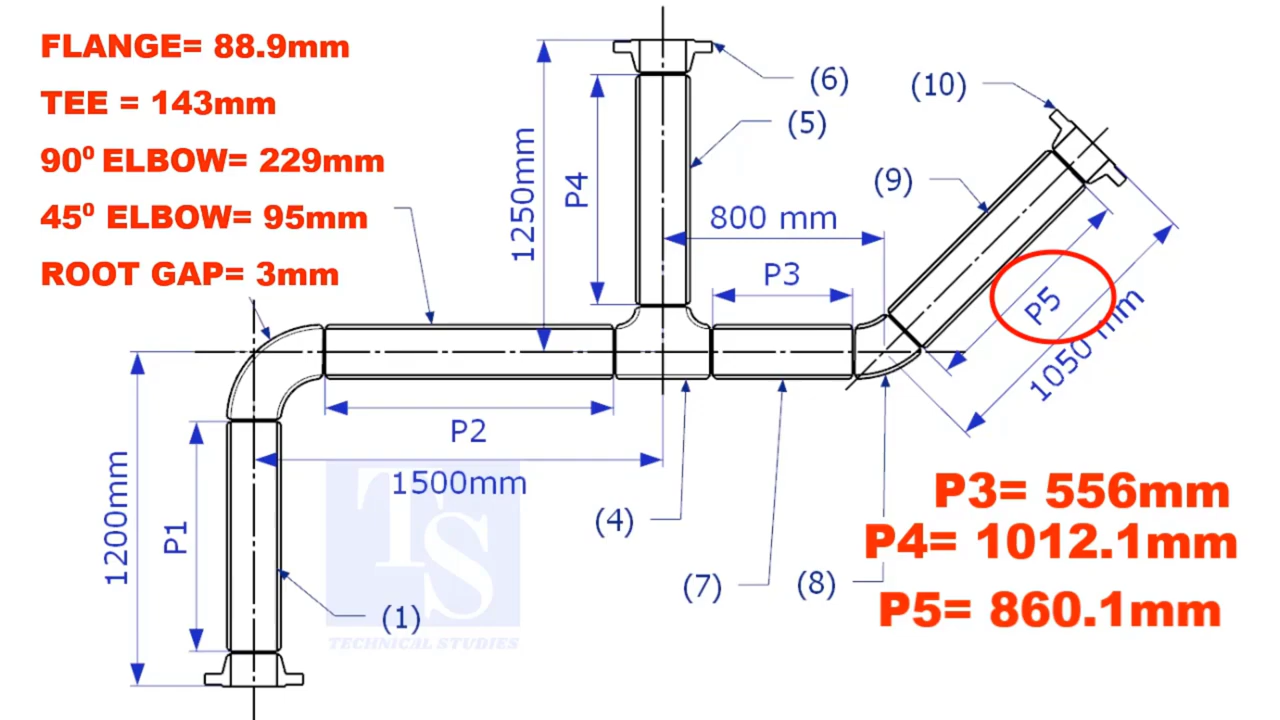 FLANGE= 88.9mm
TEE = 143mm
90⁰ ELBOW= 229mm
45⁰ ELBOW= 95mm
ROOT GAP= 3mm
(6)
(10)
(5)
1250mm
P4
(9)
800 mm
P3
P5
1050 mm
P2
1500mm
1200mm
P1
(4)
(7)
(8)
(1)
TS
TECHNICAL STUDIES
P3= 556mm
P4= 1012.1mm
P5= 860.1mm